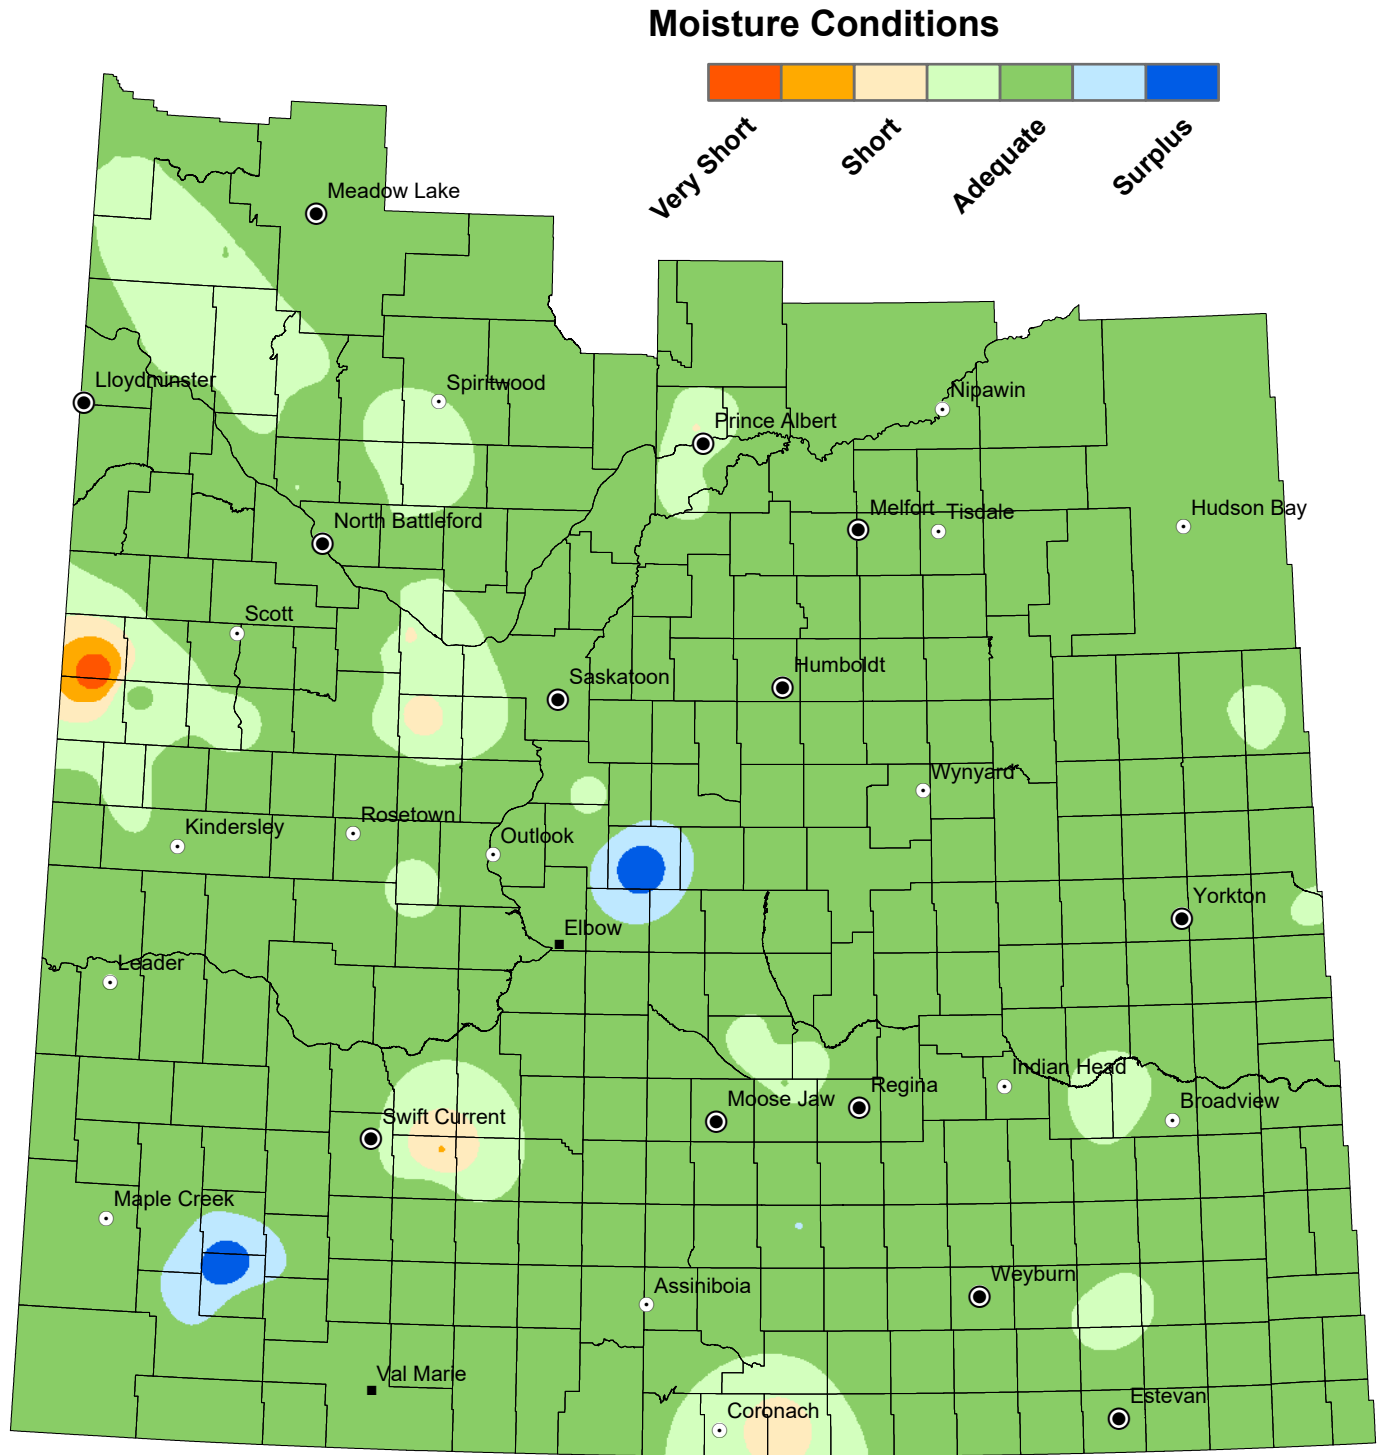 Moisture Conditions
Very Short
Short
Adequate
Surplus
Meadow Lake
Lloydminster
Spiritwood
Nipawin
Prince Albert
Melfort
Tisdale
Hudson Bay
North Battleford
Scott
Saskatoon
Humboldt
Wynyard
Kindersley
Rosetown
Outlook
Yorkton
Elbow
Leader
Indian Head
Regina
Moose Jaw
Broadview
Swift Current
Maple Creek
Assiniboia
Weyburn
Val Marie
Estevan
Coronach